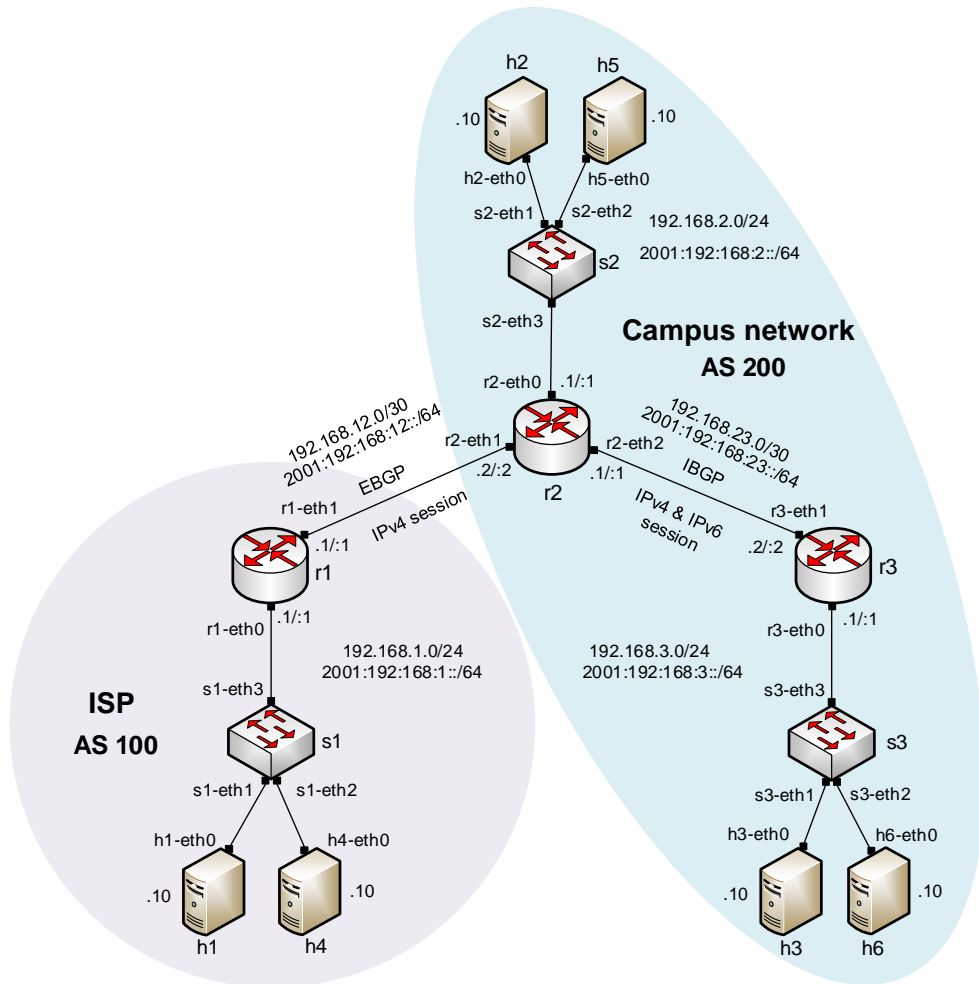 h2
h5
.10
.10
h2-eth0
h5-eth0
s2-eth1
s2-eth2
192.168.2.0/24
2001:192:168:2::/64
s2
s2-eth3
Campus network
AS 200
r2-eth0
.1/:1
192.168.12.0/30
2001:192:168:12::/64
r2-eth1
.2/:2
EBGP
IPv4 session
r2
r2-eth2
.1/:1
192.168.23.0/30
2001:192:168:23::/64
IBGP
IPv4 & IPv6
session
r1-eth1
.1/:1
r1
r3-eth1
.2/:2
r3
r1-eth0
.1/:1
r3-eth0
.1/:1
192.168.1.0/24
2001:192:168:1::/64
192.168.3.0/24
2001:192:168:3::/64
ISP
AS 100
s1-eth3
s1
s3-eth3
s3
s1-eth1
s1-eth2
s3-eth1
s3-eth2
h1-eth0
h4-eth0
h3-eth0
h6-eth0
.10
.10
.10
.10
h1
h4
h3
h6